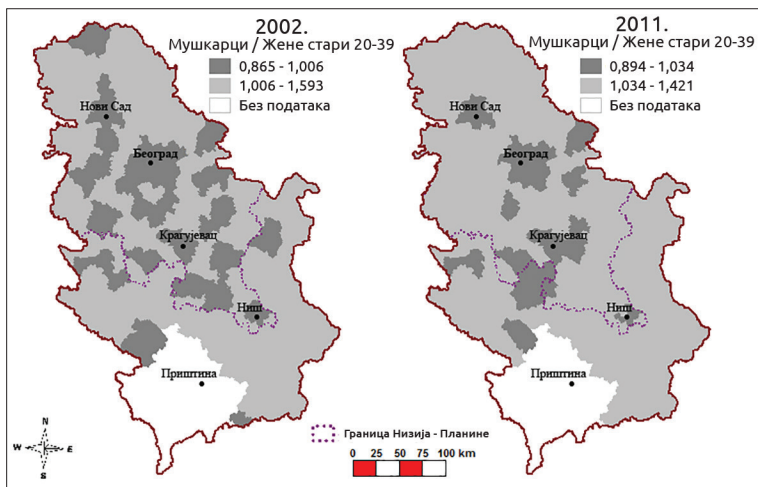 2002.
Мушкарци / Жене стари 20-39
0,865 - 1,006
1,006 - 1,593
Без података
Нови Сад
Београд
Крагујевац
Ниш
Приштина
2011.
Мушкарци / Жене стари 20-39
0,894 - 1,034
1,034 - 1,421
Без података
Нови Сад
Београд
Крагујевац
Ниш
Приштина
N
W E
S
Граница Низија - Планине
0 25 50 75 100 km